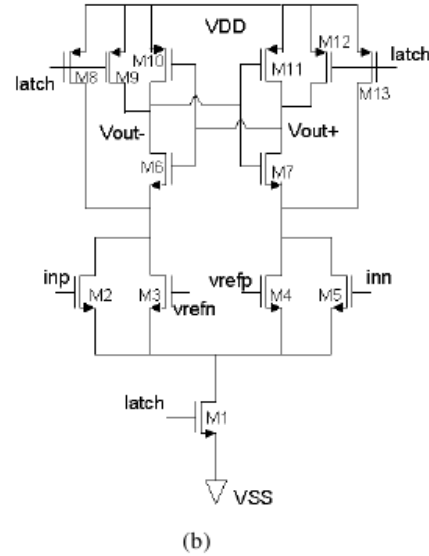 VDD
M10
M12
latch
M8
M9
M11
M13
latch
Vout-
Vout+
M6
M7
inp
M2
M3
vrefn
vrefp
M4
M5
inn
latch
M1
VSS
(b)